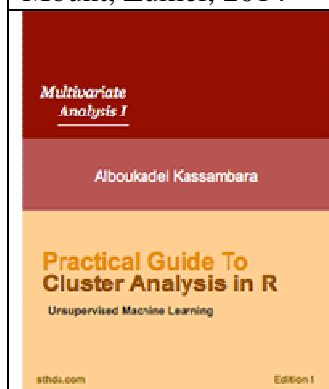 Mount, Zumel, 2014
Multivariate
Analysis I
Alboukadel Kassambara
Practical Guide To
Cluster Analysis in R
Unsupervised Machine Learning
sthda.com Edition 1